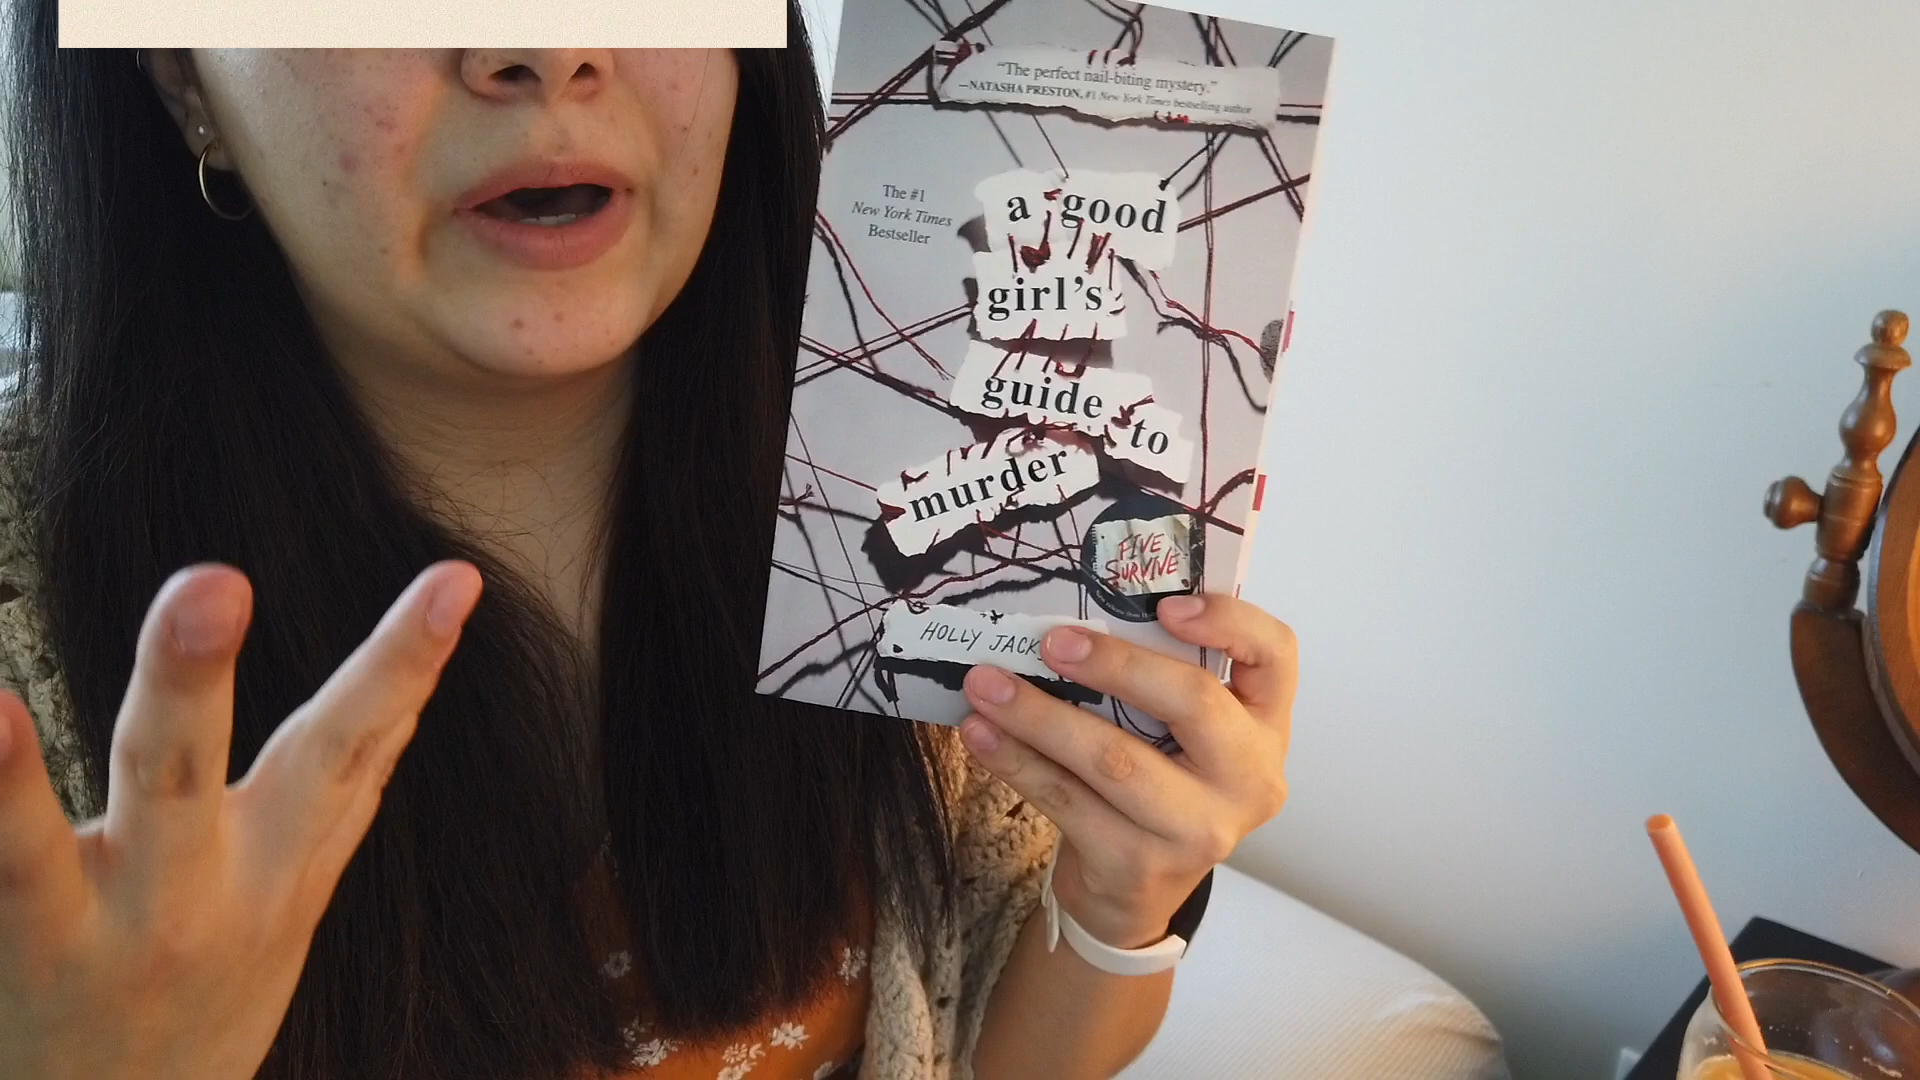 “The perfect nail-biting mystery.”
—NATASHA PRESTON, #1 New York Times bestselling author
The #1
New York Times
Bestseller
a good
girl’s
guide to
murder
FIVE
SURVIVE
HOLLY JACK